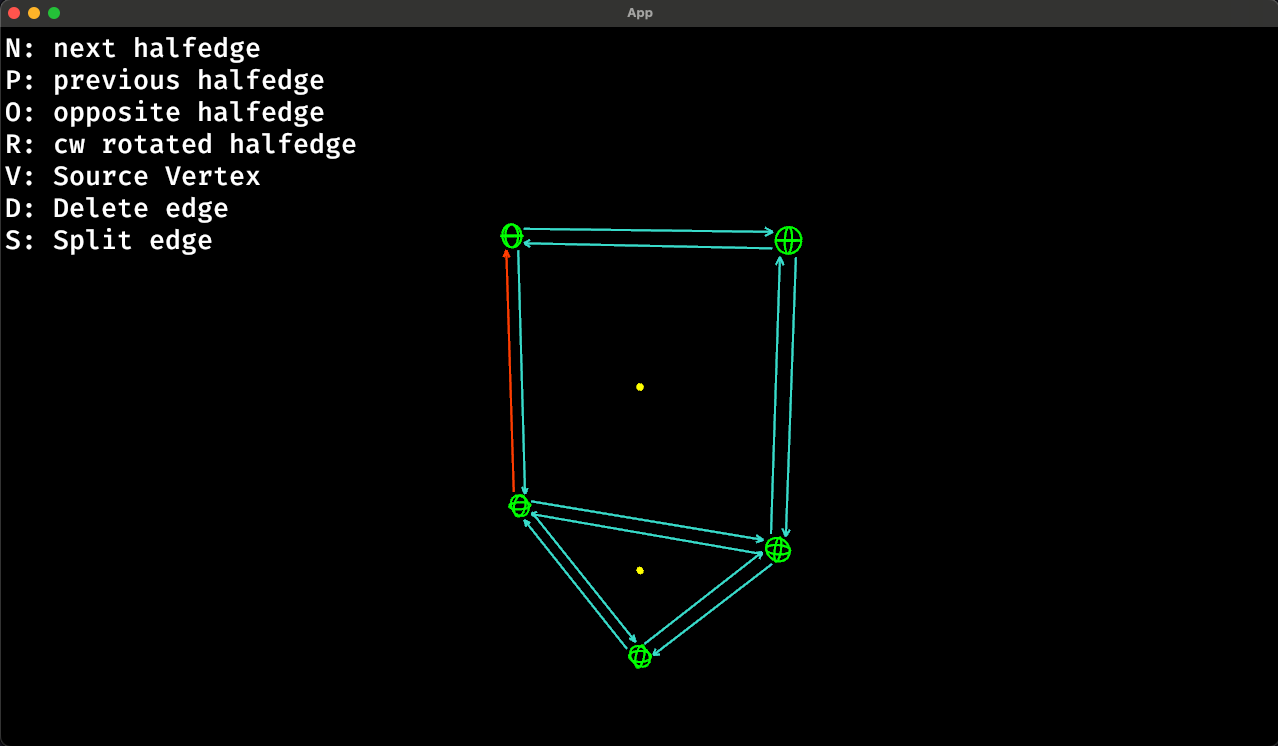 App
N: next halfedge
P: previous halfedge
O: opposite halfedge
R: cw rotated halfedge
V: Source Vertex
D: Delete edge
S: Split edge